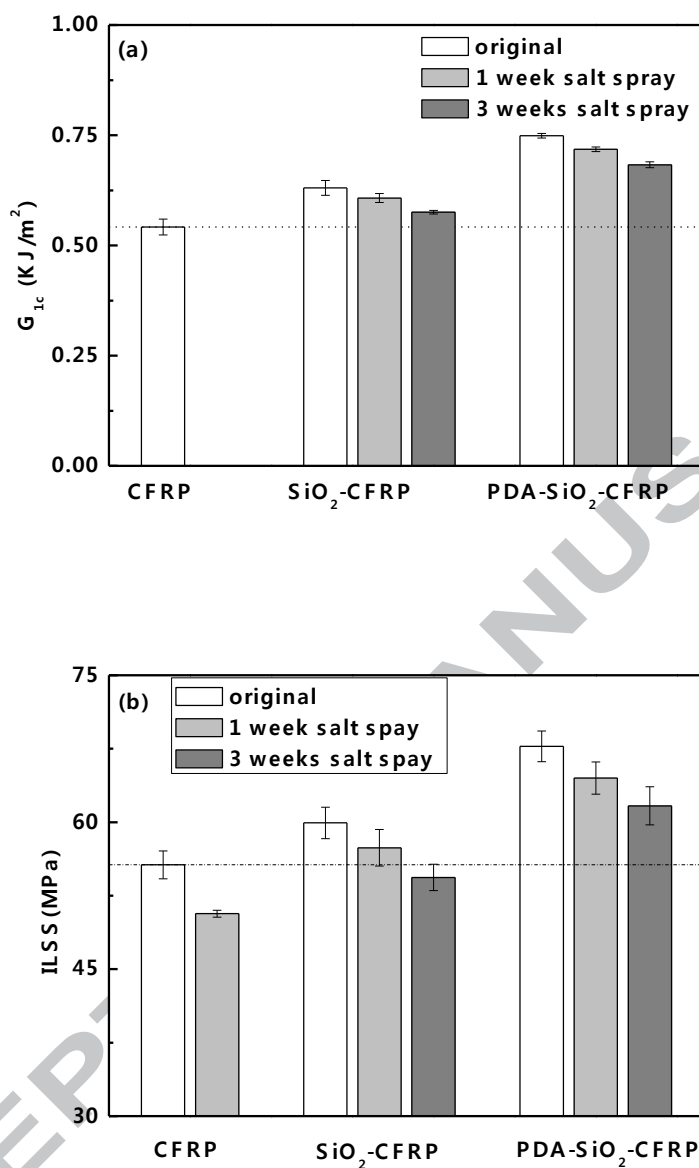 1.00
(a)
original
1 week salt spray
3 weeks salt spray
0.75
0.50
0.25
0.00
G1c (KJ/m2)
CFRP SiO2-CFRP PDA-SiO2-CFRP
75
(b)
original
1 week salt spay
3 weeks salt spay
60
45
30
ILSS(MPa)
CFRP SiO2-CFRP PDA-SiO2-CFRP